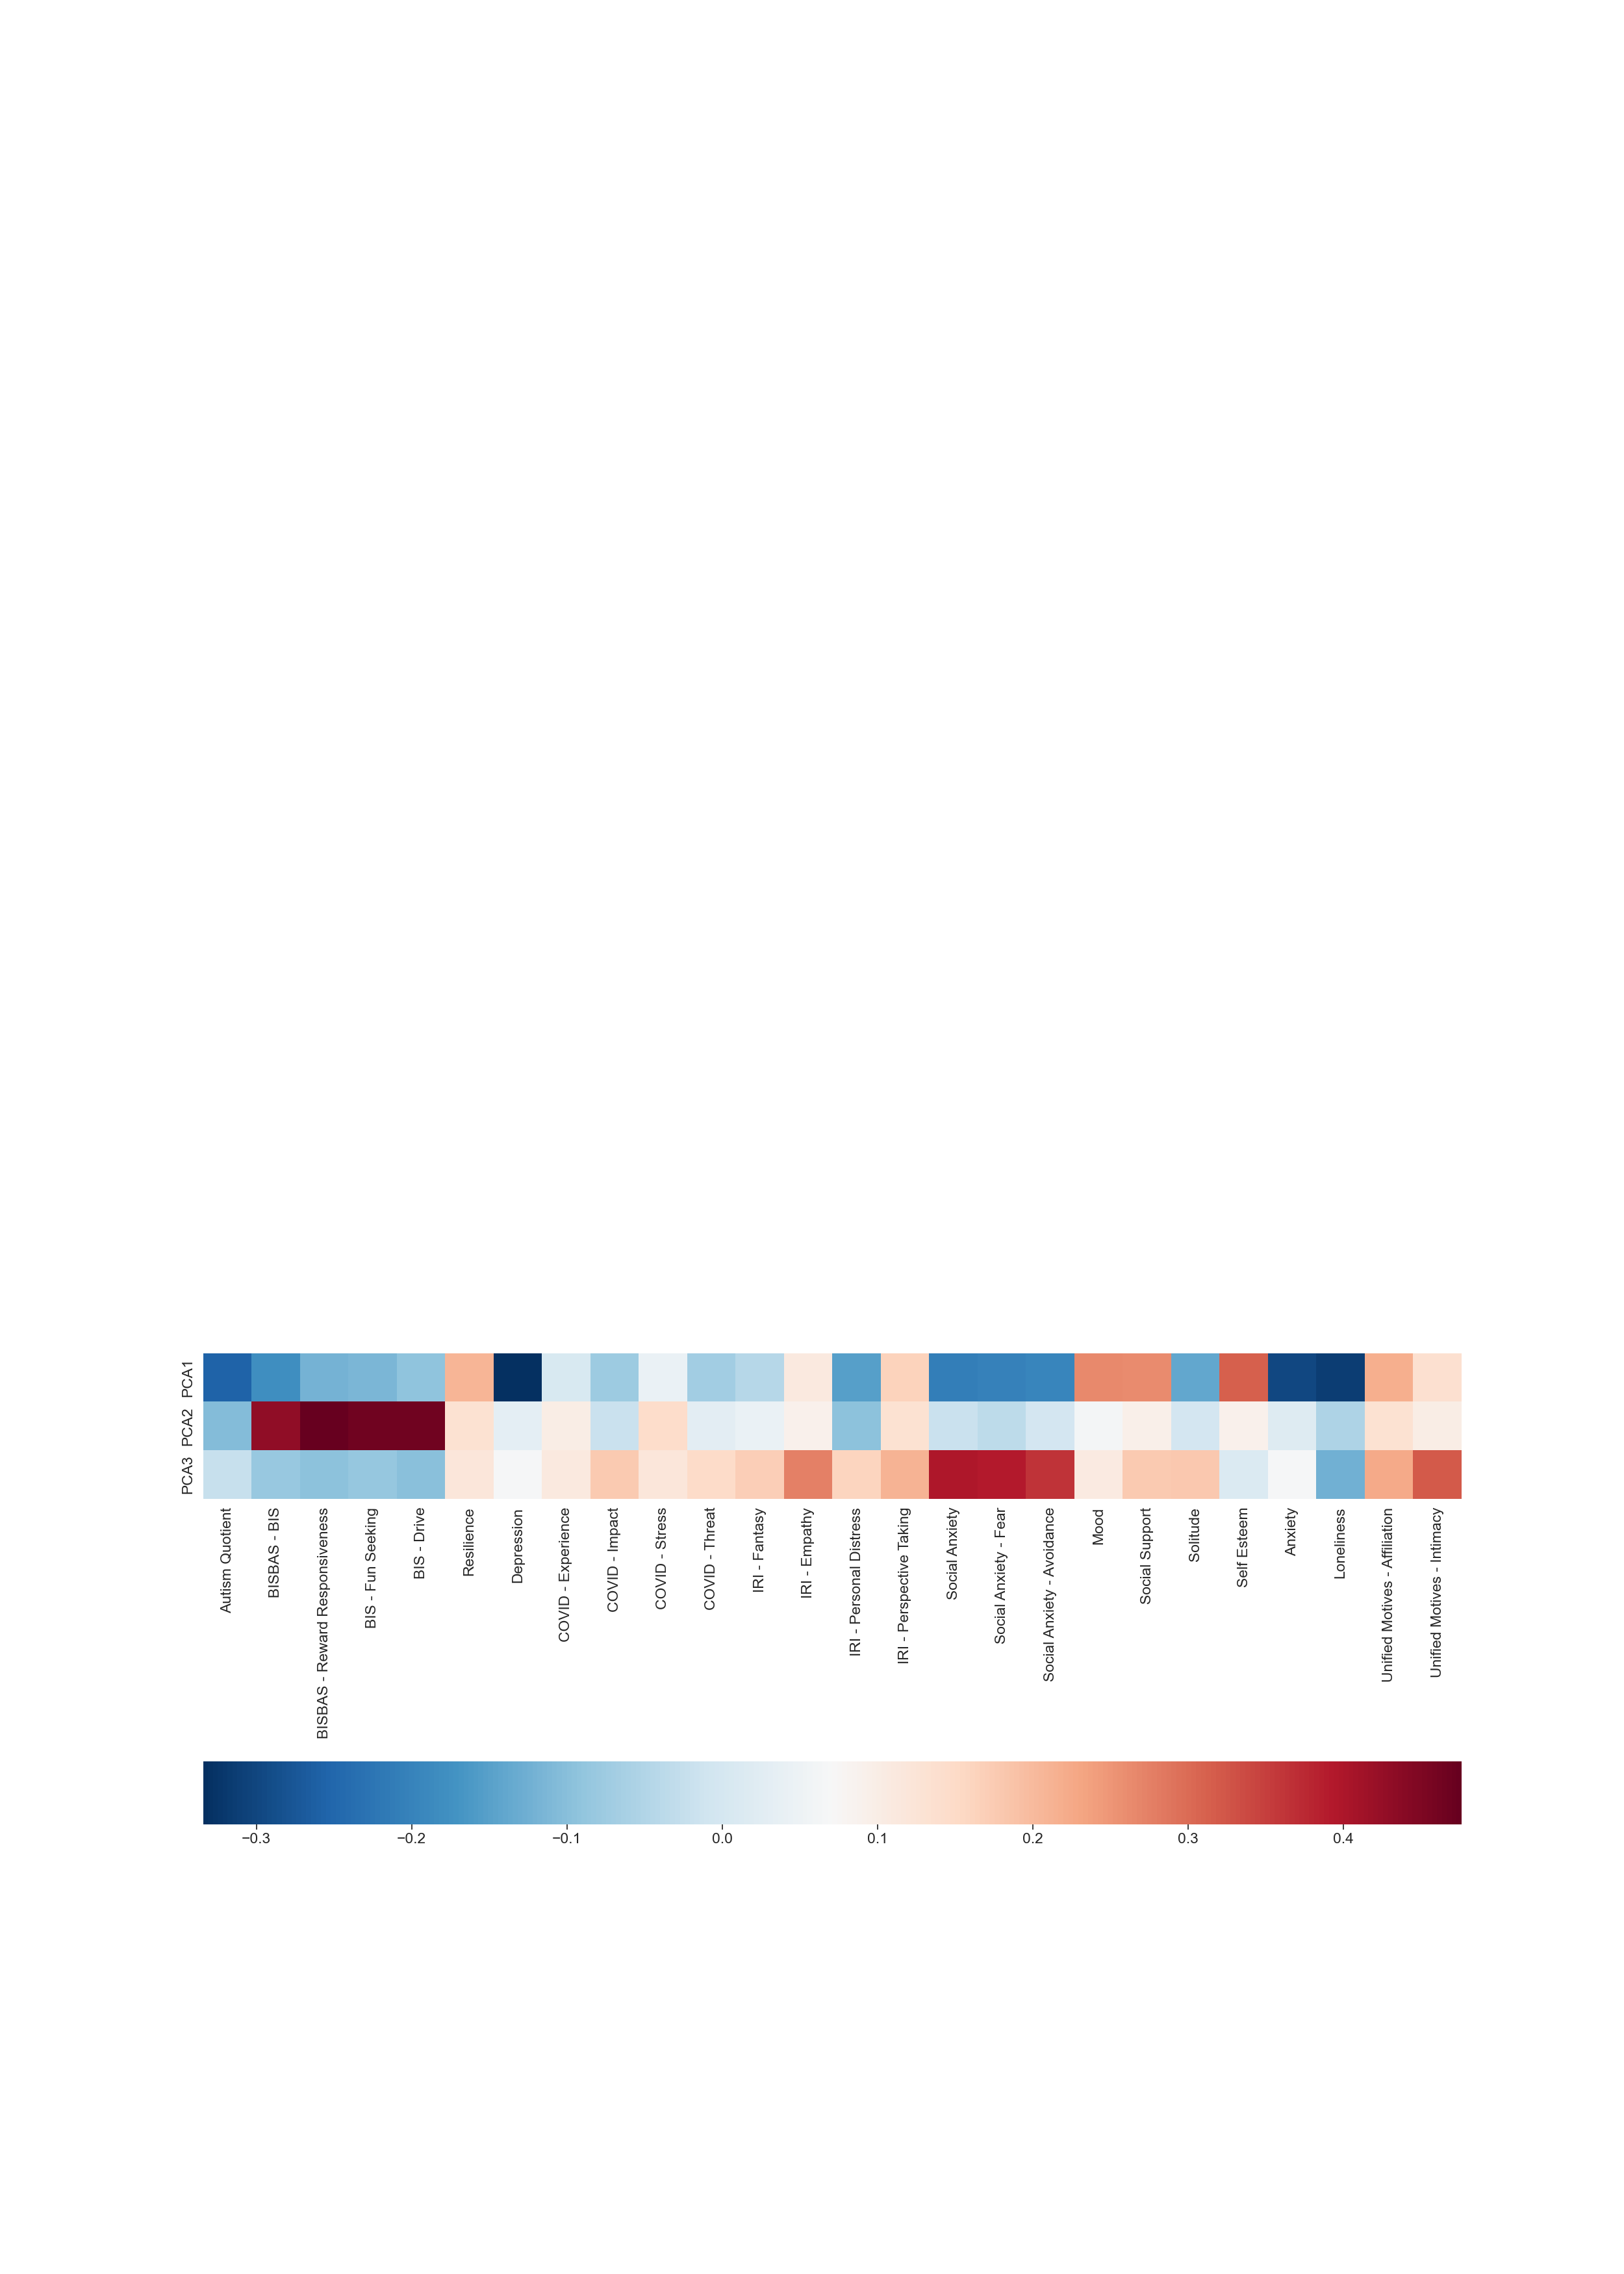 PCA1
PCA2
PCA3
Autism Quotient
BISBAS - BIS
BISBAS - Reward Responsiveness
BIS - Fun Seeking
BIS - Drive
Resilience
Depression
COVID - Experience
COVID - Impact
COVID - Stress
COVID - Threat
IRI - Fantasy
IRI - Empathy
IRI - Personal Distress
IRI - Perspective Taking
Social Anxiety
Social Anxiety - Fear
Social Anxiety - Avoidance
Mood
Social Support
Solitude
Self Esteem
Anxiety
Loneliness
Unified Motives - Affiliation
Unified Motives - Intimacy
−0.3 −0.2 −0.1 0.0 0.1 0.2 0.3 0.4